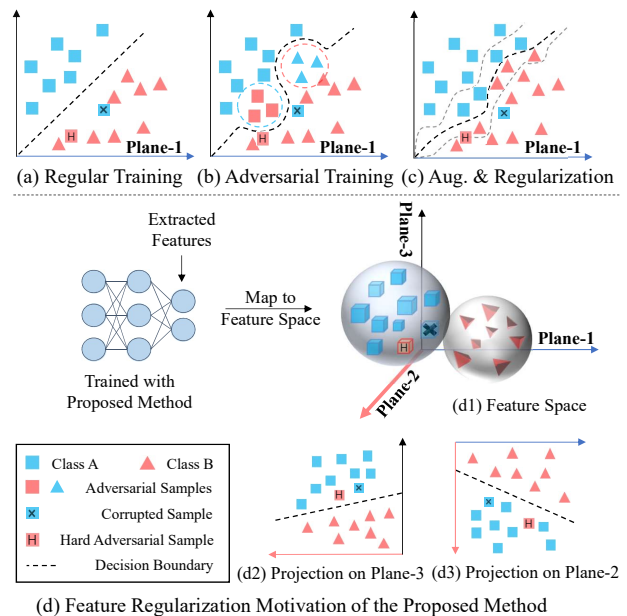 Plane-1
Plane-1
Plane-1
H
×
H
×
H
×
(a) Regular Training
(b) Adversarial Training
(c) Aug. & Regularization
Extracted
Features
Map to
Feature Space
Trained with
Proposed Method
Plane-3
Plane-1
Plane-2
H
×
(d1) Feature Space
Class A
Class B
Adversarial Samples
× Corrupted Sample
H Hard Adversarial Sample
Decision Boundary
H
×
(d2) Projection on Plane-3
×
H
(d3) Projection on Plane-2
(d) Feature Regularization Motivation of the Proposed Method